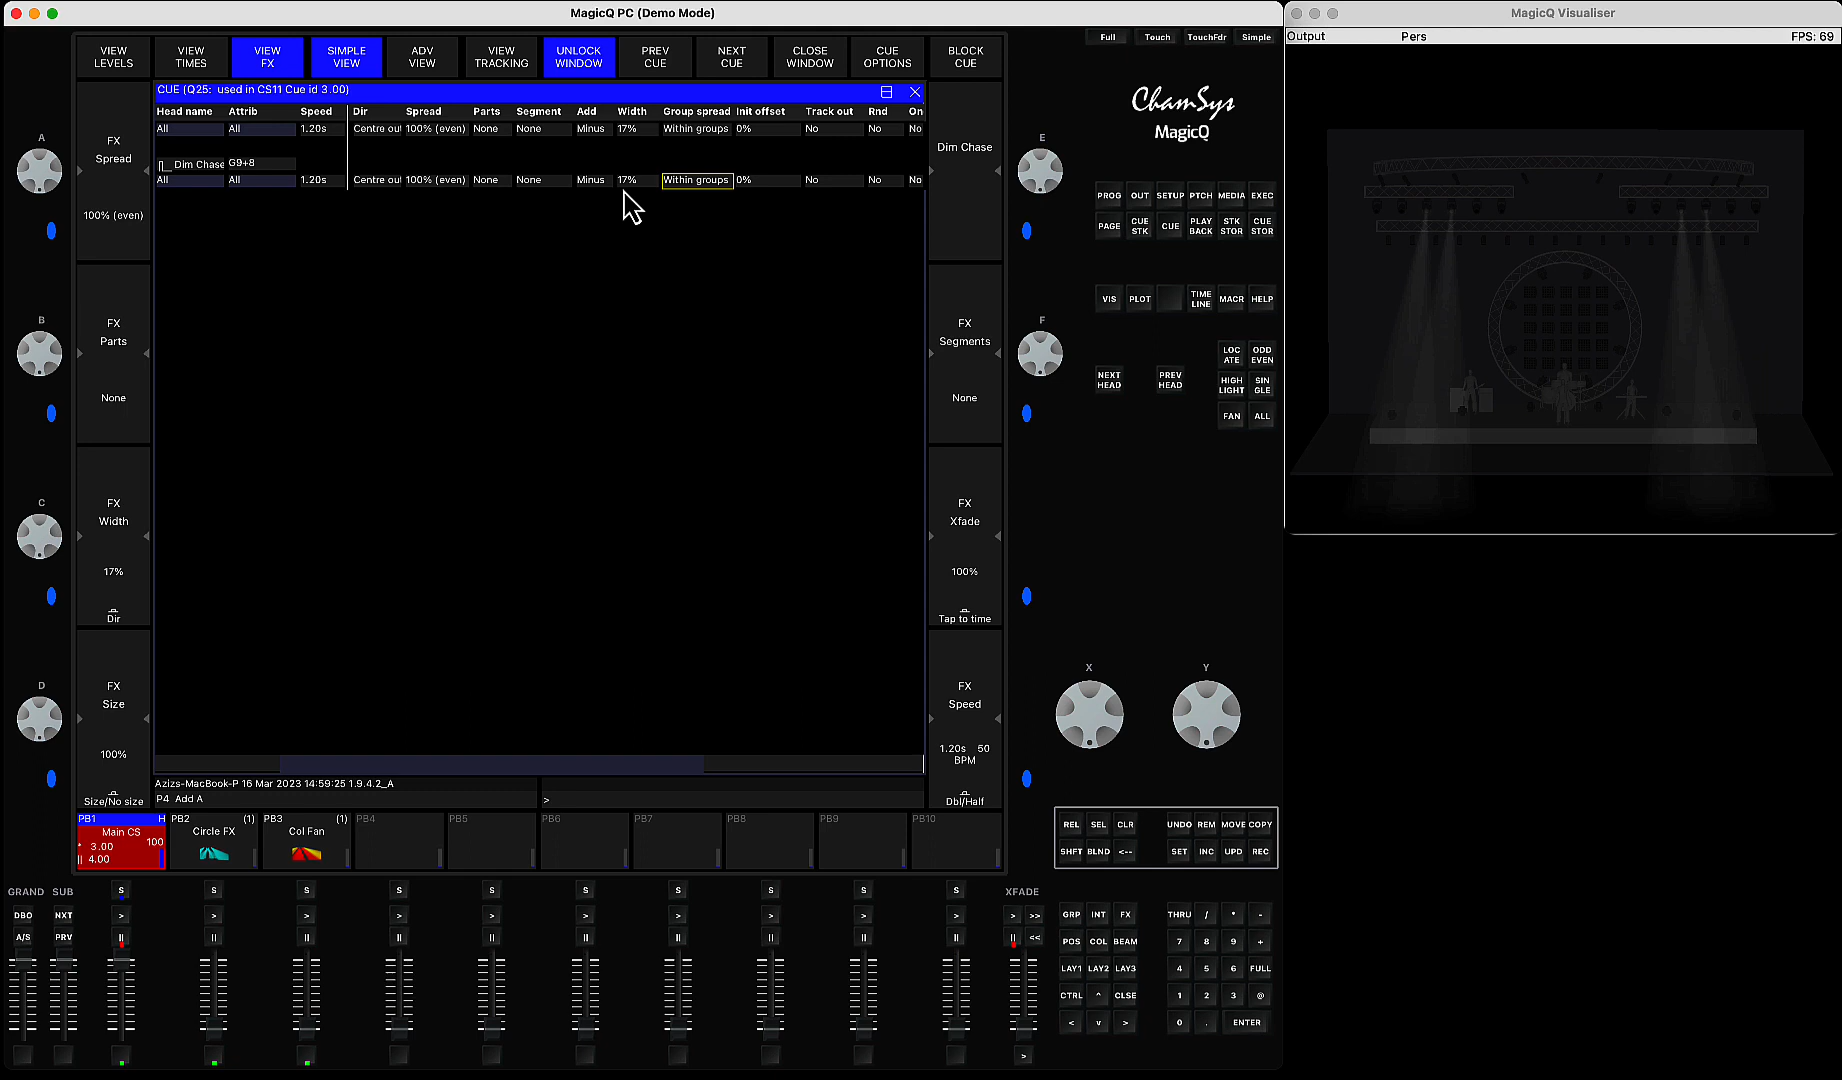 MagicQ PC (Demo Mode)
MagicQ Visualiser
Output Pers FPS: 69
VIEW LEVELS
VIEW TIMES
VIEW FX
SIMPLE VIEW
ADV VIEW
VIEW TRACKING
UNLOCK WINDOW
PREV CUE
NEXT CUE
CLOSE WINDOW
CUE OPTIONS
BLOCK CUE
Full Touch TouchFdr Simple
CUE (Q25: used in CS11 Cue id 3.00)
Head name Attrib Speed Dir Spread Parts Segment Add Width Group spread Init offset Track out Rnd On
All All 1.20s Centre out 100% (even) None None Minus 17% Within groups 0% No No No
Dim Chase G9+8
All All 1.20s Centre out 100% (even) None None Minus 17% Within groups 0% No No No
A
FX
Spread
100% (even)
B
FX
Parts
None
C
FX
Width
17%
Dir
D
FX
Size
100%
Size/No size
Dim Chase
E
FX
Segments
None
F
FX
Xfade
100%
Tap to time
FX
Speed
1.20s 50
BPM
Dbl/Half
ChamSys
MagicQ
PROG OUT SETUP PTCH MEDIA EXEC
PAGE CUE STK CUE PLAY BACK STK STOR CUE STOR
VIS PLOT TIME LINE MACR HELP
LOC ATE ODD EVEN
NEXT HEAD PREV HEAD HIGH LIGHT SIN GLE
FAN ALL
X Y
Azizs-MacBook-P 16 Mar 2023 14:59:25 1.9.4.2_A
P4 Add A
>
PB1 H
Main CS
3.00 100
4.00
PB2 (1)
Circle FX
PB3 (1)
Col Fan
PB4
PB5
PB6
PB7
PB8
PB9
PB10
REL SEL CLR UNDO REM MOVE COPY
SHFT BLND <-- SET INC UPD REC
GRAND SUB S S S S S S S S S S XFADE
DBO NXT > > > > > > > > > > > >>
A/S PRV || || || || || || || || || || || <<
>
GRP INT FX THRU / * -
POS COL BEAM 7 8 9 +
LAY1 LAY2 LAY3 4 5 6 FULL
CTRL ^ CLSE 1 2 3 @
< v > 0 . ENTER